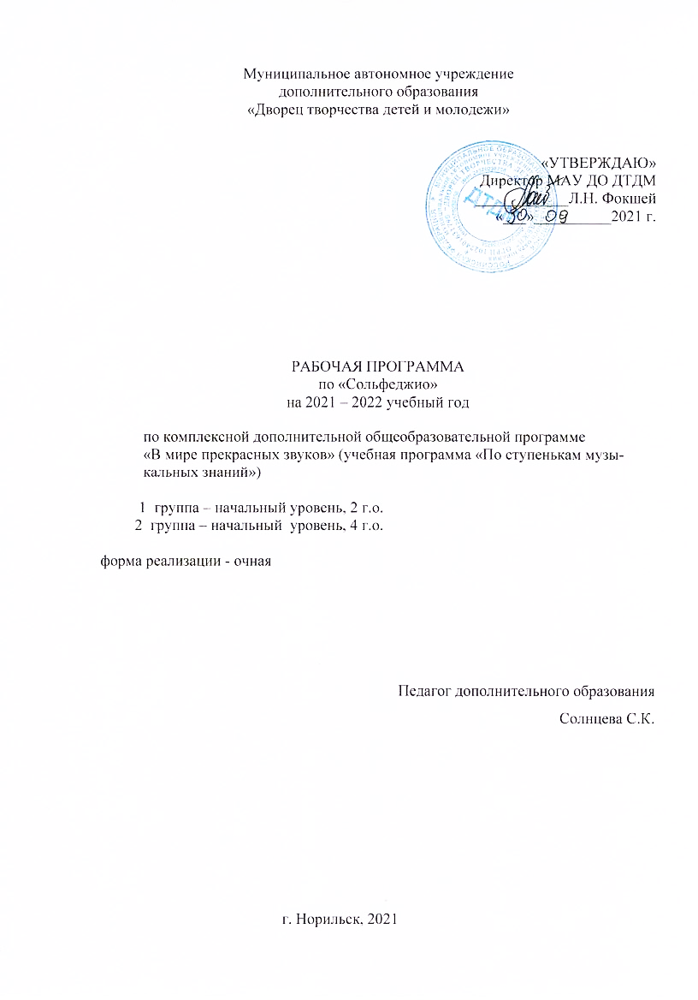 Муниципальное автономное учреждение
дополнительного образования
«Дворец творчества детей и молодежи»
«УТВЕРЖДАЮ»
Директор МАУ ДО ДТДМ
Л.Н. Фокшей
«30» 09 2021 г.
ДТДМ
РАБОЧАЯ ПРОГРАММА
по «Сольфеджио»
на 2021 – 2022 учебный год
по комплексной дополнительной общеобразовательной программе
«В мире прекрасных звуков» (учебная программа «По ступенькам музы-
кальных знаний»)
1 группа – начальный уровень, 2 г.о.
2 группа – начальный уровень, 4 г.о.
форма реализации - очная
Педагог дополнительного образования
Солнцева С.К.
г. Норильск, 2021